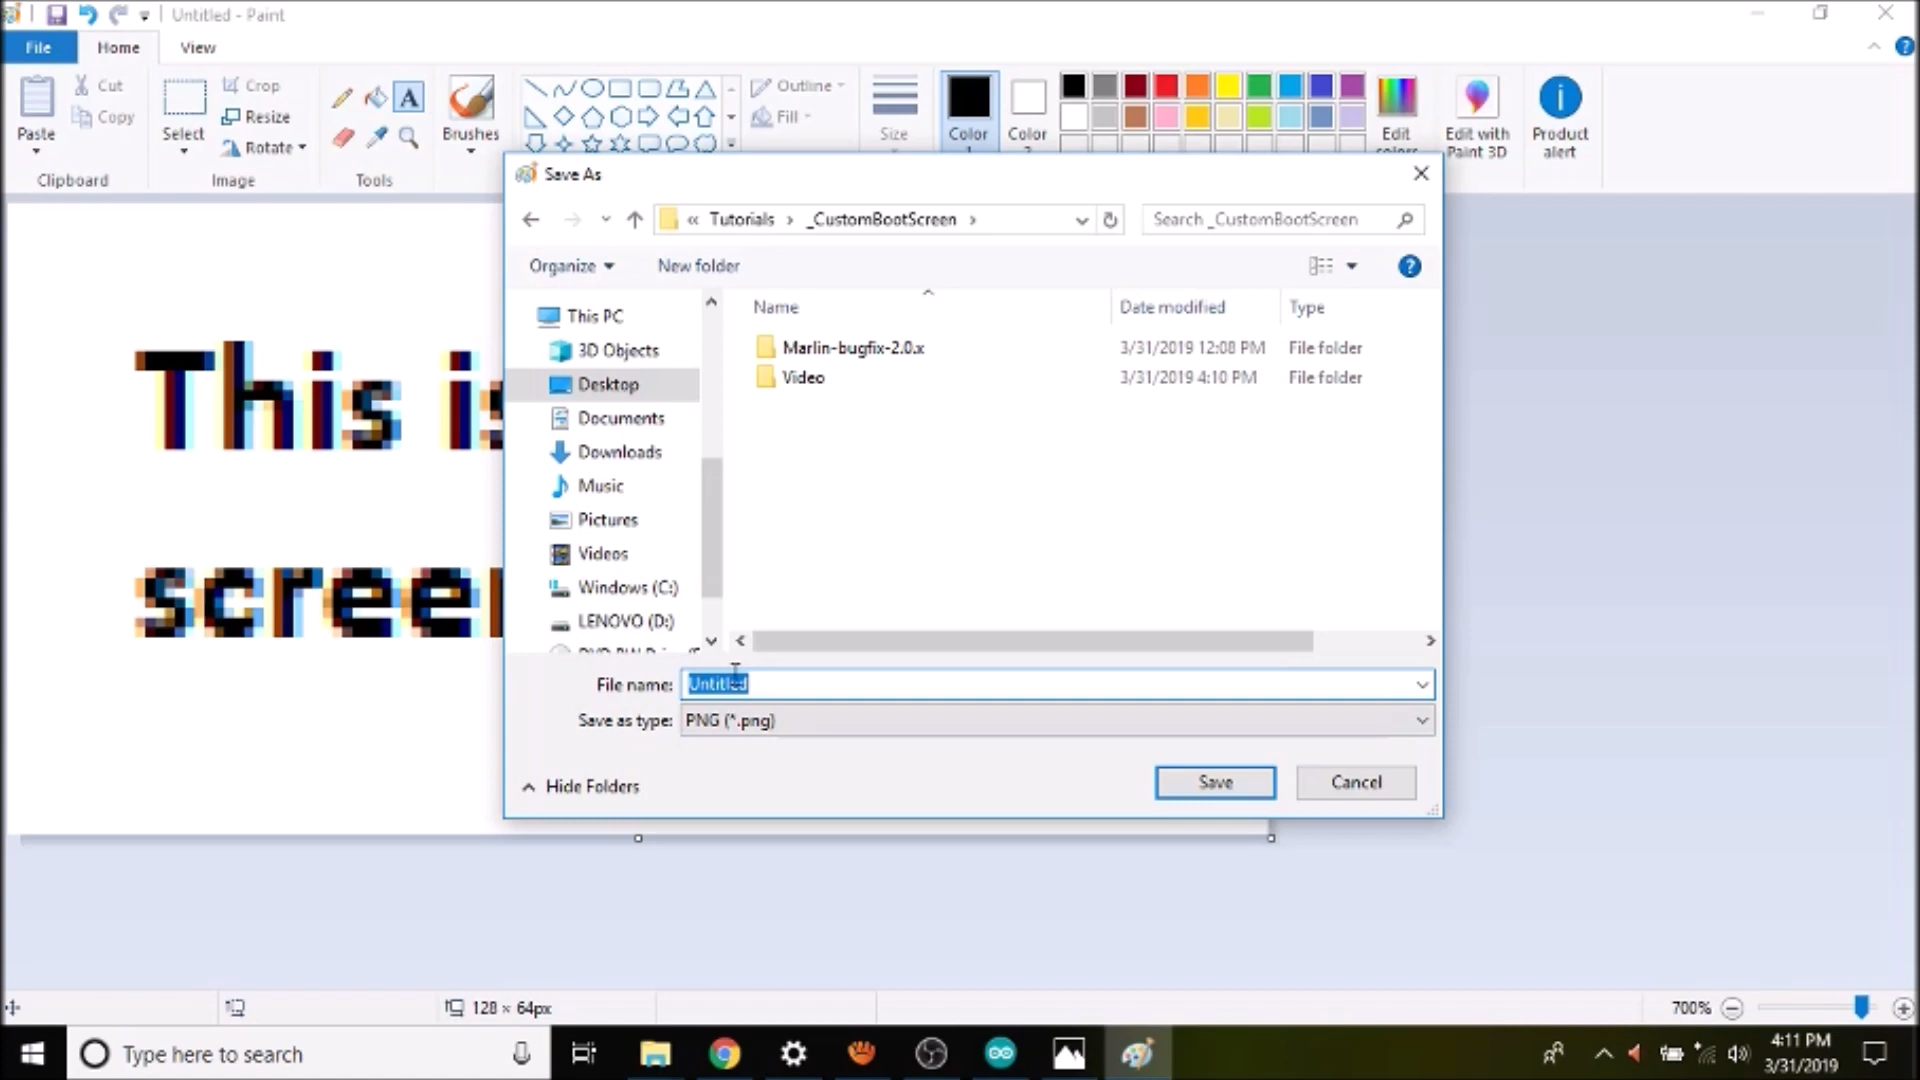 Untitled - Paint
File
Home
View
Paste
Cut
Copy
Clipboard
Select
Crop
Resize
Rotate
Image
A
Tools
Brushes
Outline
Fill
Size
Color
1
Color
Edit
Edit with
Paint 3D
Product
alert
This is
screen
Save As
« Tutorials › _CustomBootScreen ›
Search _CustomBootScreen
Organize
New folder
This PC
3D Objects
Desktop
Documents
Downloads
Music
Pictures
Videos
Windows (C:)
LENOVO (D:)
Name
Date modified
Type
Marlin-bugfix-2.0.x
3/31/2019 12:08 PM
File folder
Video
3/31/2019 4:10 PM
File folder
File name:
Untitled
Save as type:
PNG (*.png)
Hide Folders
Save
Cancel
128 × 64px
700%
Type here to search
4:11 PM
3/31/2019